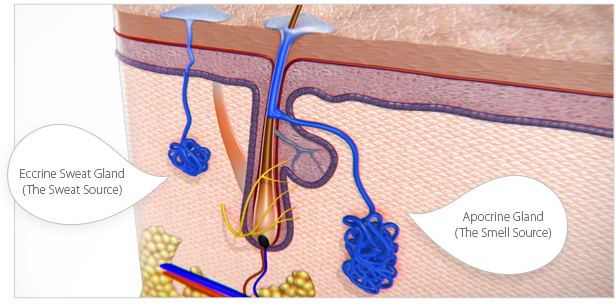 Eccrine Sweat Gland
(The Sweat Source)
Apocrine Gland
(The Smell Source)